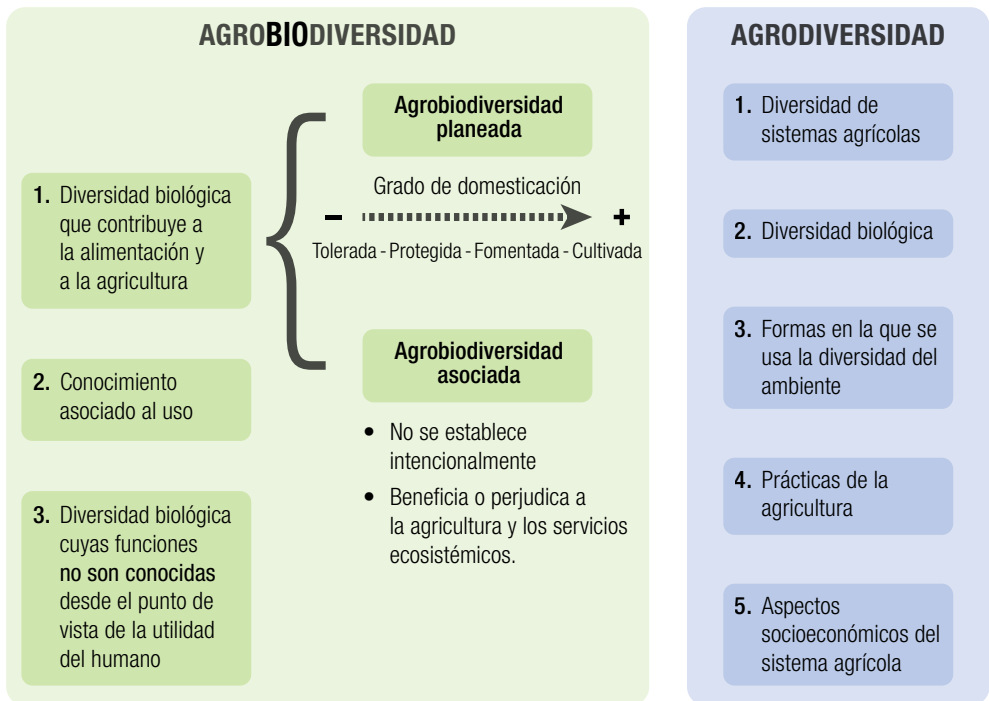 AGROBIODIVERSIDAD
1. Diversidad biológica
que contribuye a
la alimentación y
a la agricultura
2. Conocimiento
asociado al uso
3. Diversidad biológica
cuyas funciones
no son conocidas
desde el punto de
vista de la utilidad
del humano
Agrobiodiversidad
planeada
Grado de domesticación
– +
Tolerada - Protegida - Fomentada - Cultivada
Agrobiodiversidad
asociada
• No se establece
intencionalmente
• Beneficia o perjudica a
la agricultura y los servicios
ecosistémicos.
AGRODIVERSIDAD
1. Diversidad de
sistemas agrícolas
2. Diversidad biológica
3. Formas en la que se
usa la diversidad del
ambiente
4. Prácticas de la
agricultura
5. Aspectos
socioeconómicos del
sistema agrícola